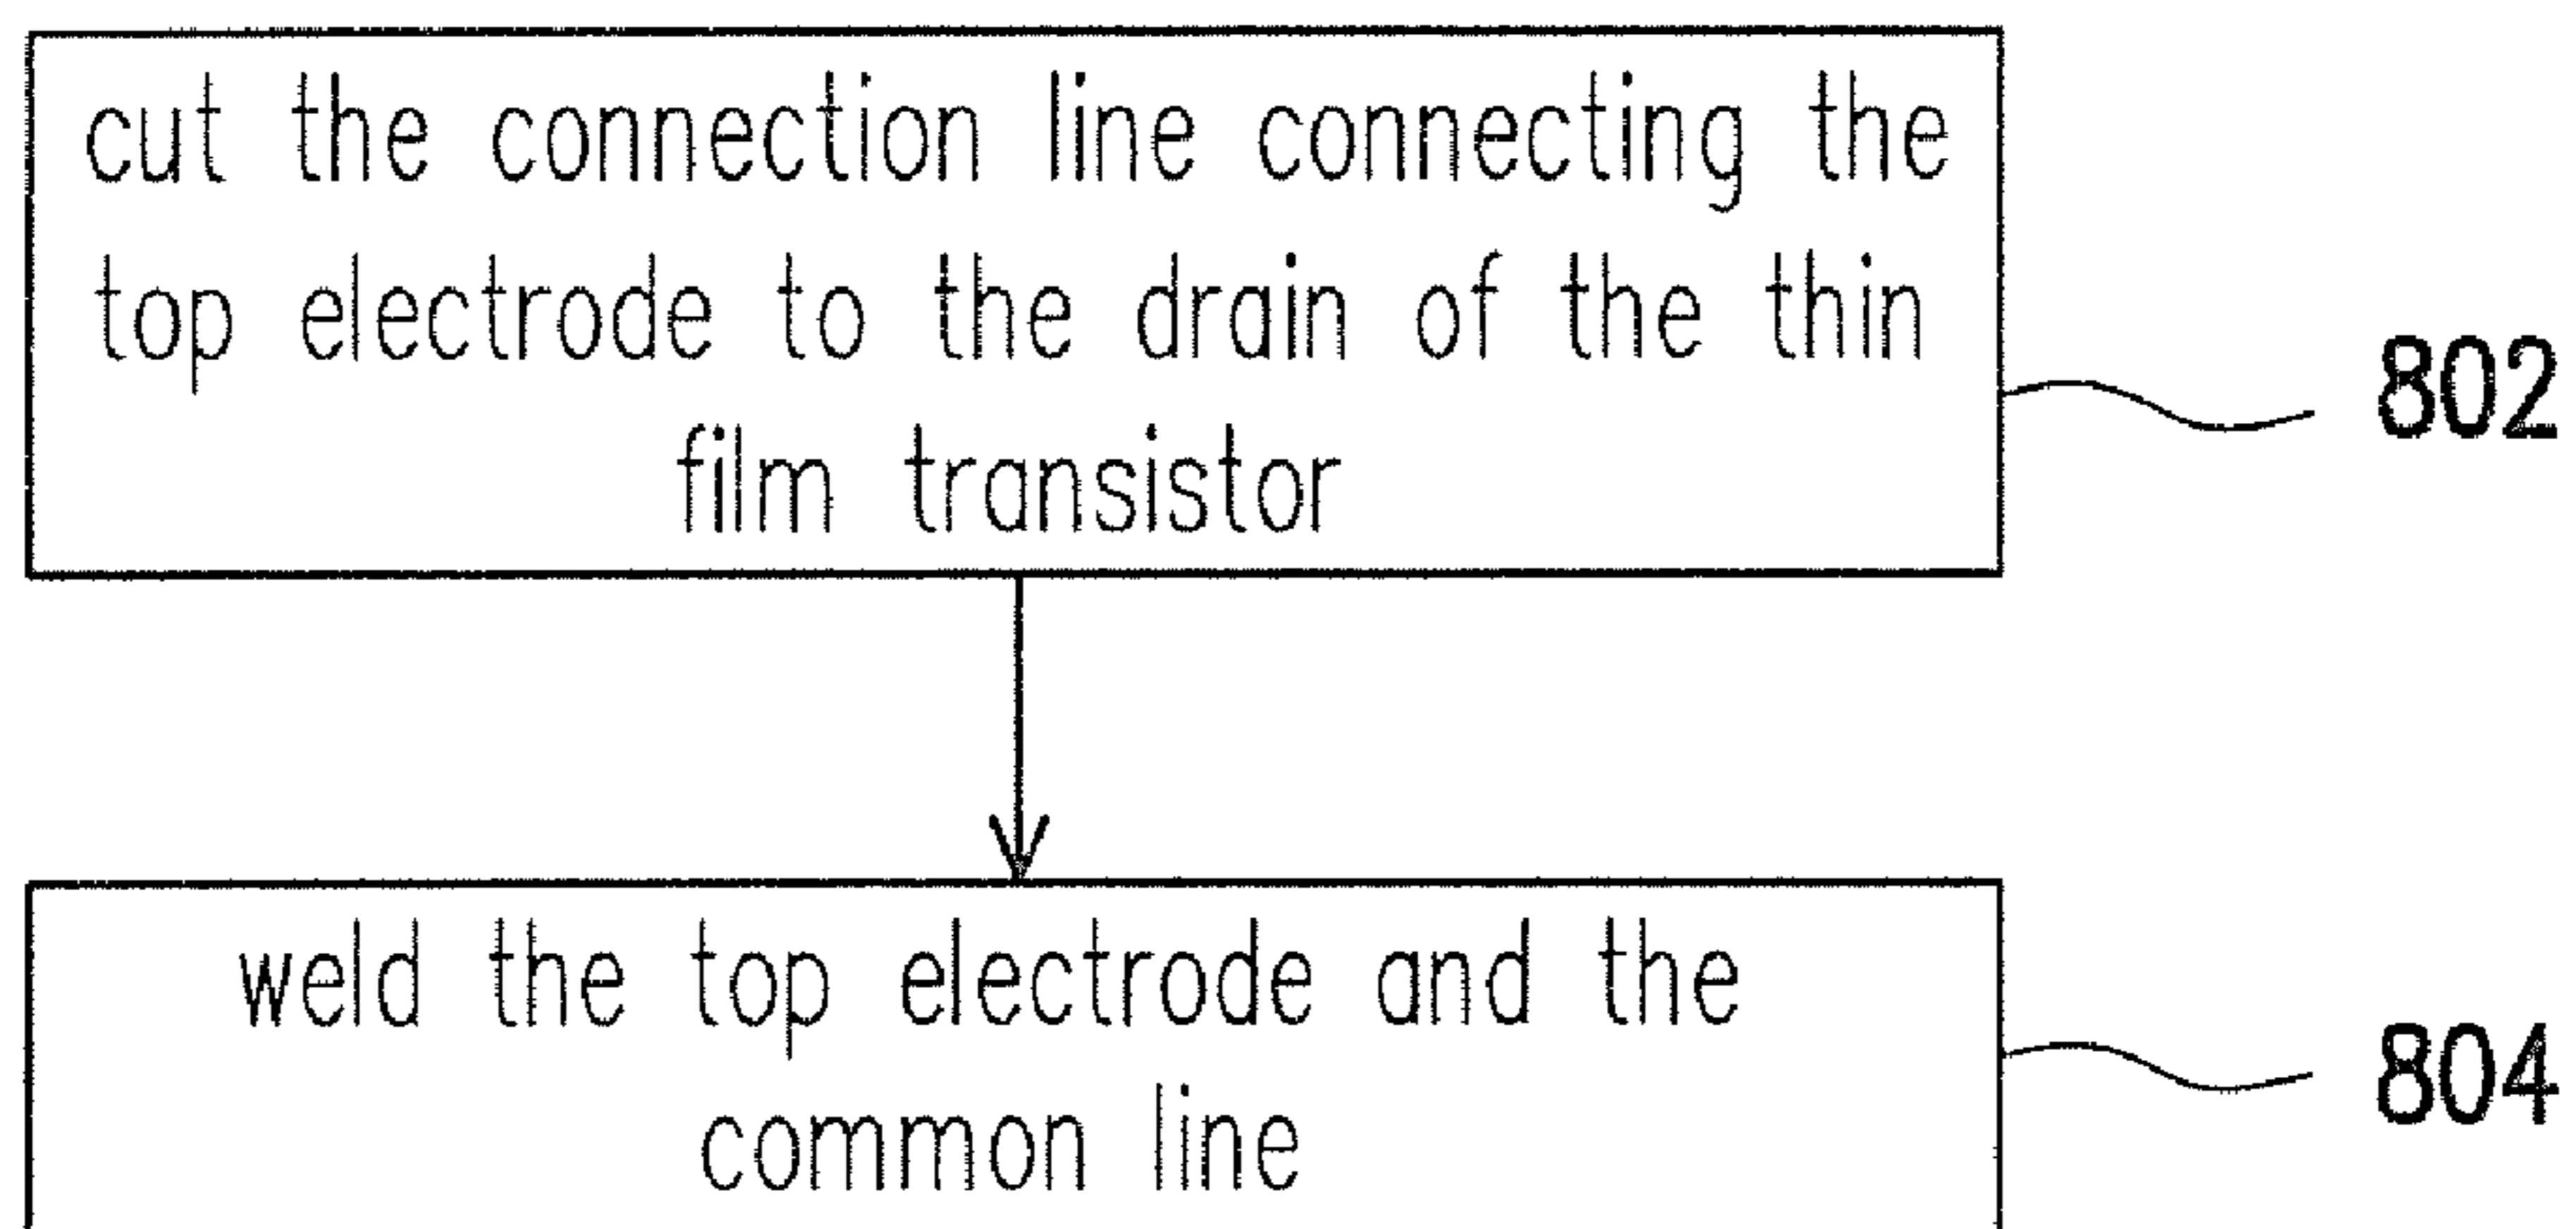 cut the connection line connecting the
top electrode to the drain of the thin
film transistor
802
weld the top electrode and the
common line
804